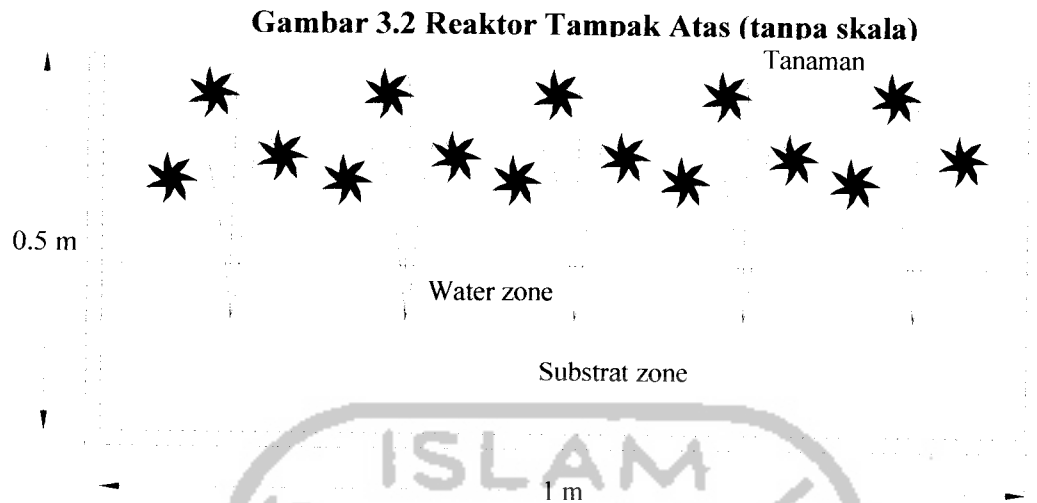 Gambar 3.2 Reaktor Tampak Atas (tanpa skala)
Tanaman
0.5 m
Water zone
Substrat zone
ISLAM
1 m